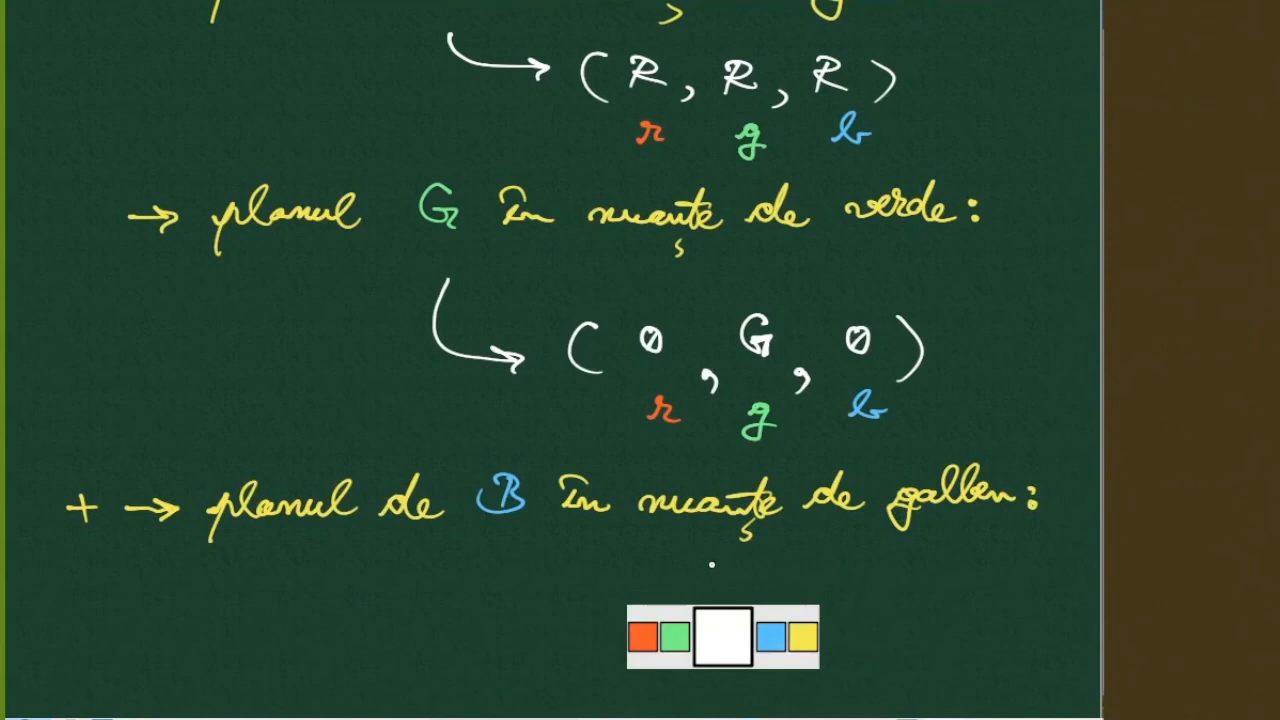 (R, R, R)
r g b
→ planul G în nuanțe de verde:
(0, G, 0)
r g b
+ → planul de B în nuanțe de galben: